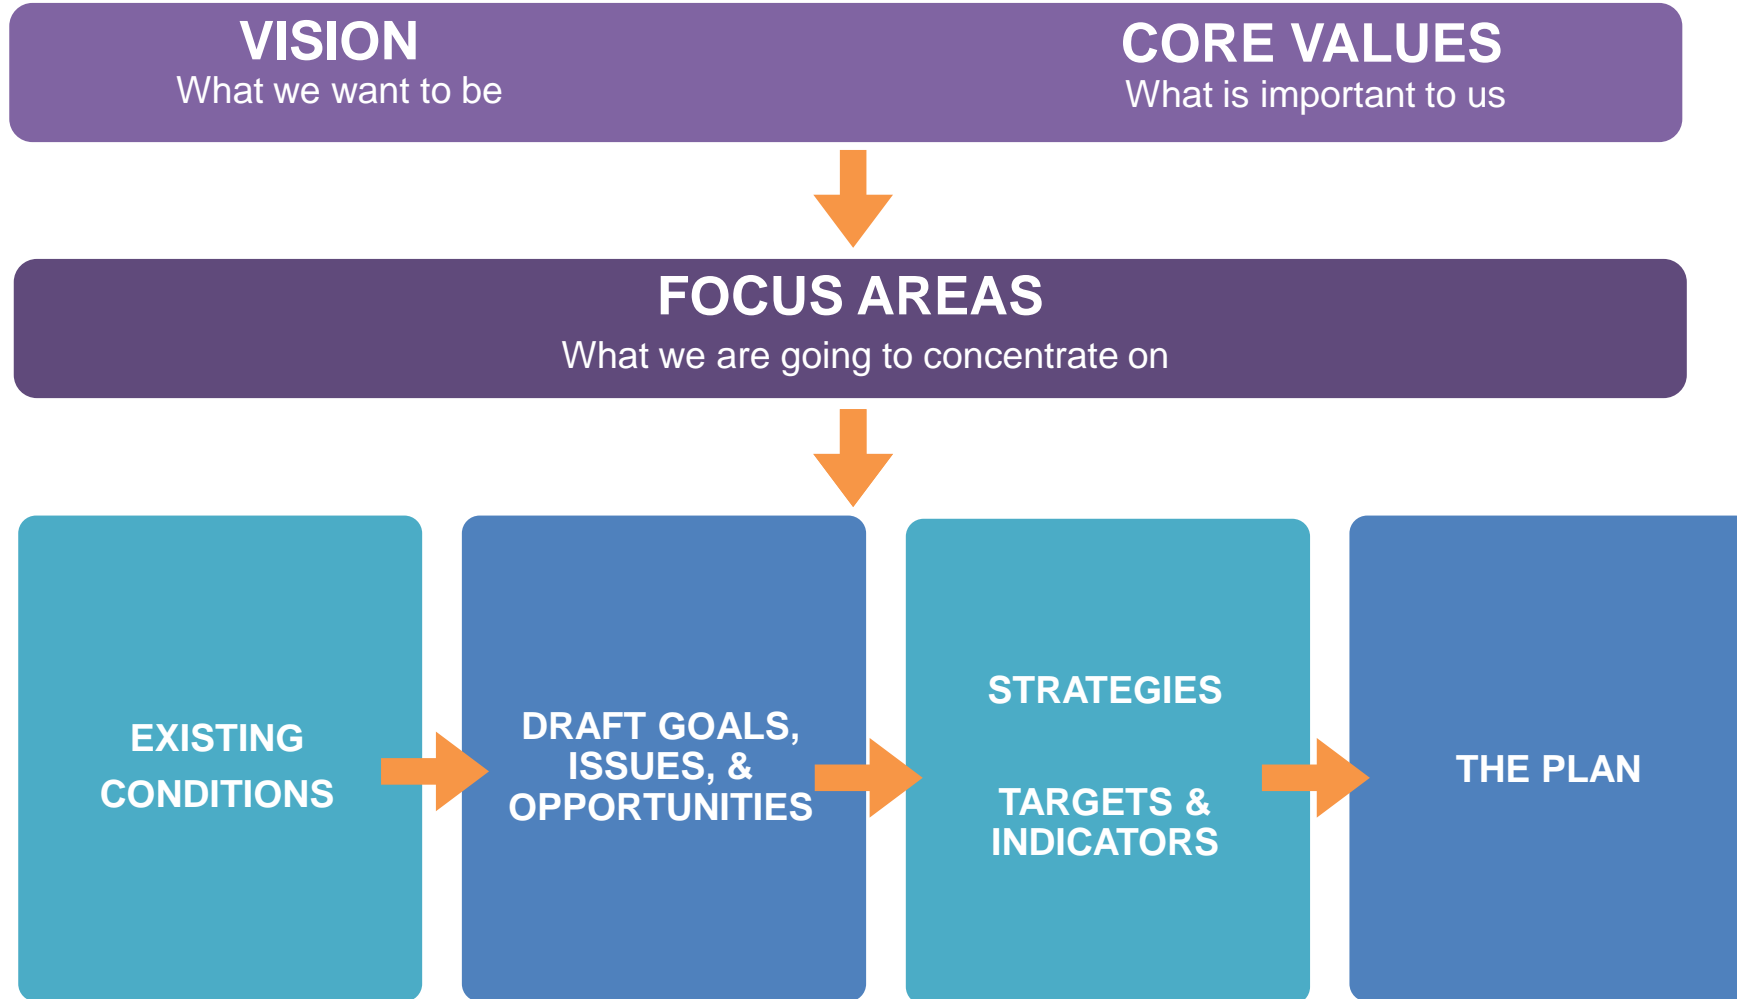 VISION
What we want to be
CORE VALUES
What is important to us
FOCUS AREAS
What we are going to concentrate on
EXISTING
CONDITIONS
DRAFT GOALS,
ISSUES, &
OPPORTUNITIES
STRATEGIES
TARGETS &
INDICATORS
THE PLAN